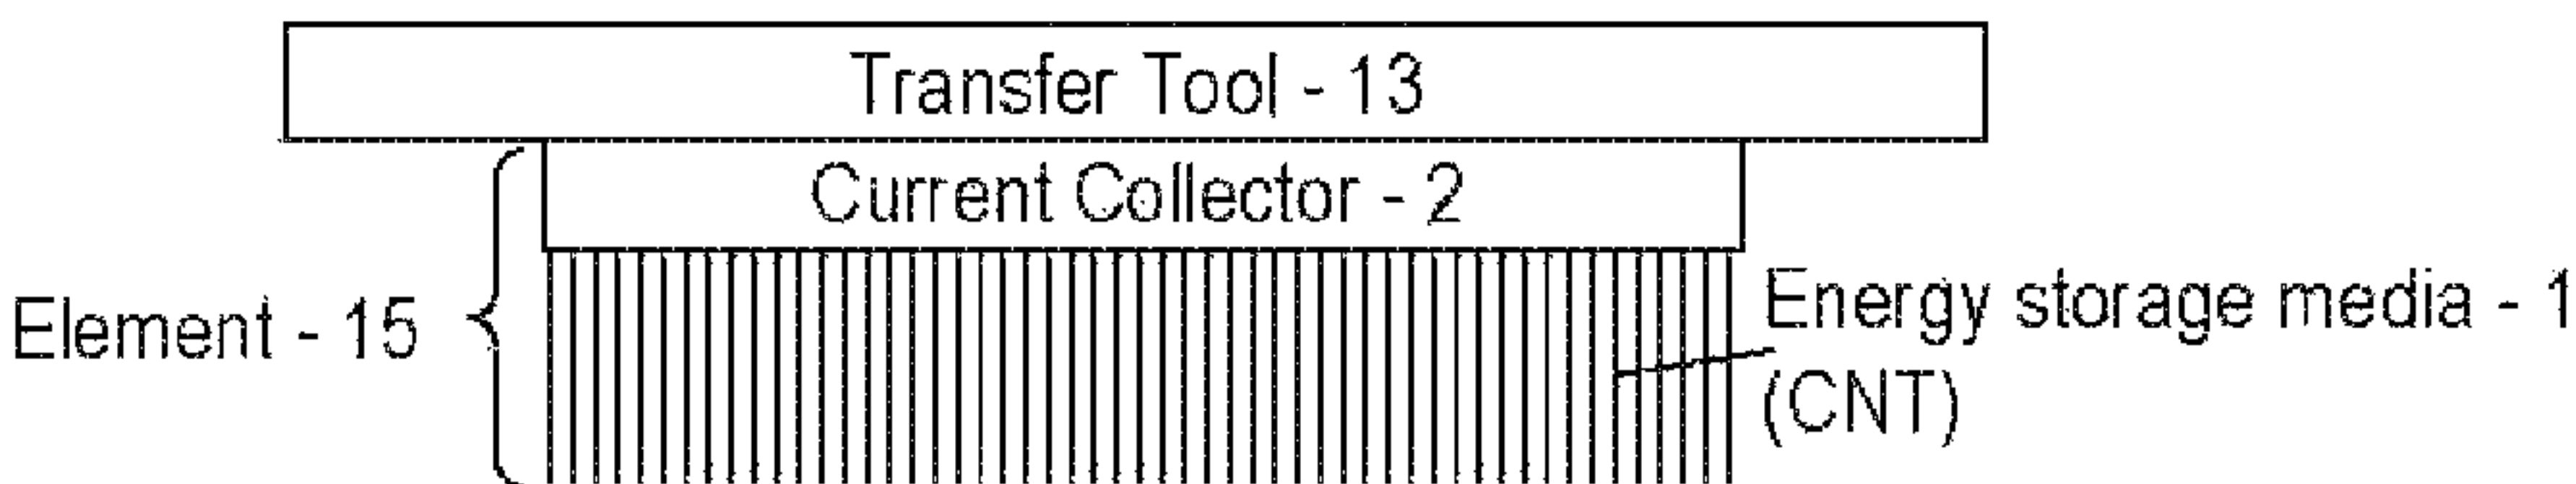 Transfer Tool - 13
Current Collector - 2
Element - 15
Energy storage media - 1
(CNT)